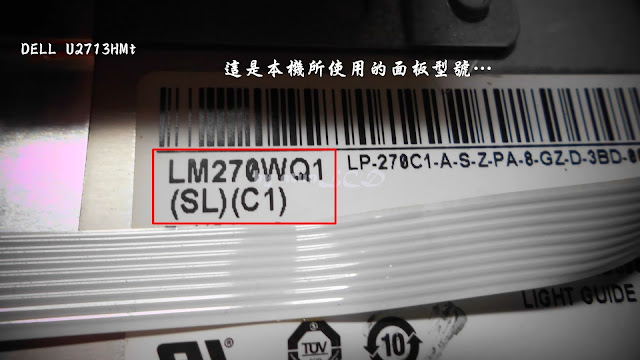 DELL U2713HMt
這是本機所使用的面板型號…
LM270WQ1
(SL)(C1)
LP-270C1-A-S-Z-PA-8-GZ-D-3BD-0
LIGHT GUIDE
TÜV
10